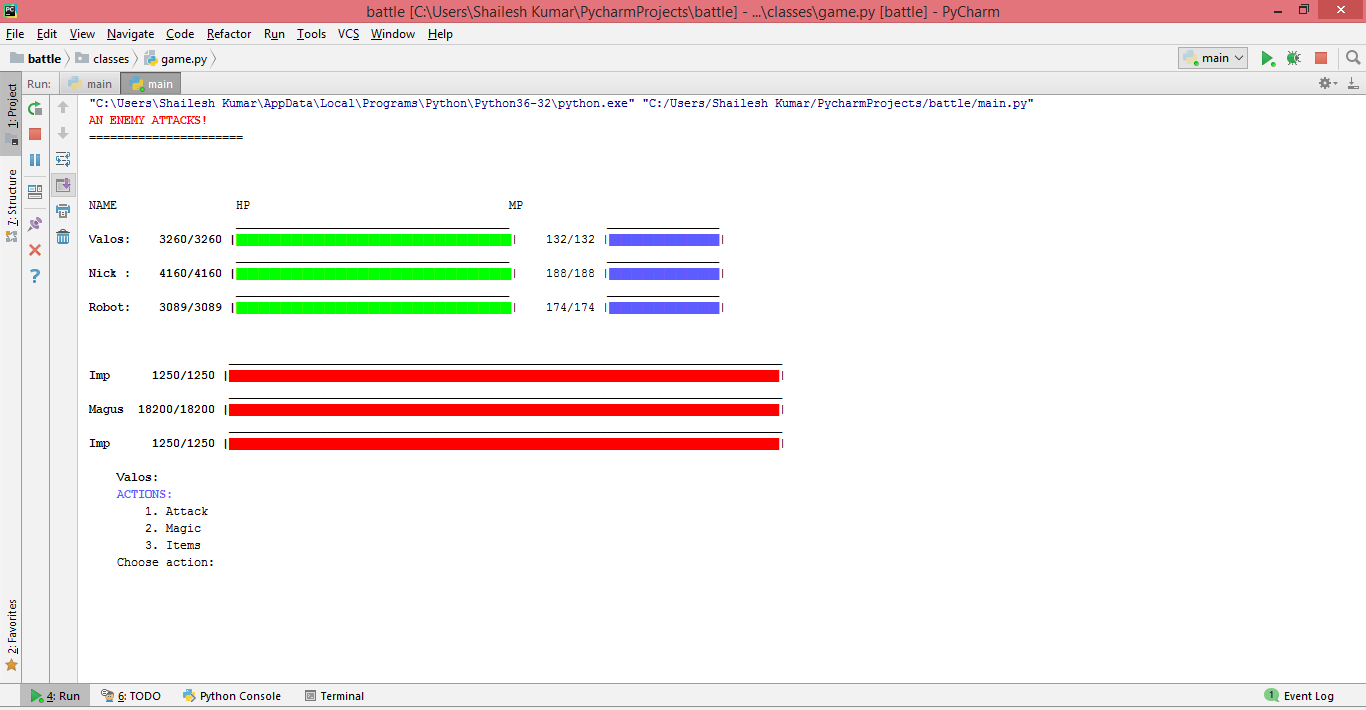 battle [C:\Users\Shailesh Kumar\PycharmProjects\battle] - ...\classes\game.py [battle] - PyCharm
File Edit View Navigate Code Refactor Run Tools VCS Window Help
battle classes game.py main
Run: main main
1: Project
7: Structure
2: Favorites
"C:\Users\Shailesh Kumar\AppData\Local\Programs\Python\Python36-32\python.exe" "C:/Users/Shailesh Kumar/PycharmProjects/battle/main.py"
AN ENEMY ATTACKS!
======================
NAME HP MP
Valos: 3260/3260 | | 132/132 | |
Nick : 4160/4160 | | 188/188 | |
Robot: 3089/3089 | | 174/174 | |
Imp 1250/1250 | |
Magus 18200/18200 | |
Imp 1250/1250 | |
Valos:
ACTIONS:
1. Attack
2. Magic
3. Items
Choose action:
4: Run 6: TODO Python Console Terminal 1 Event Log